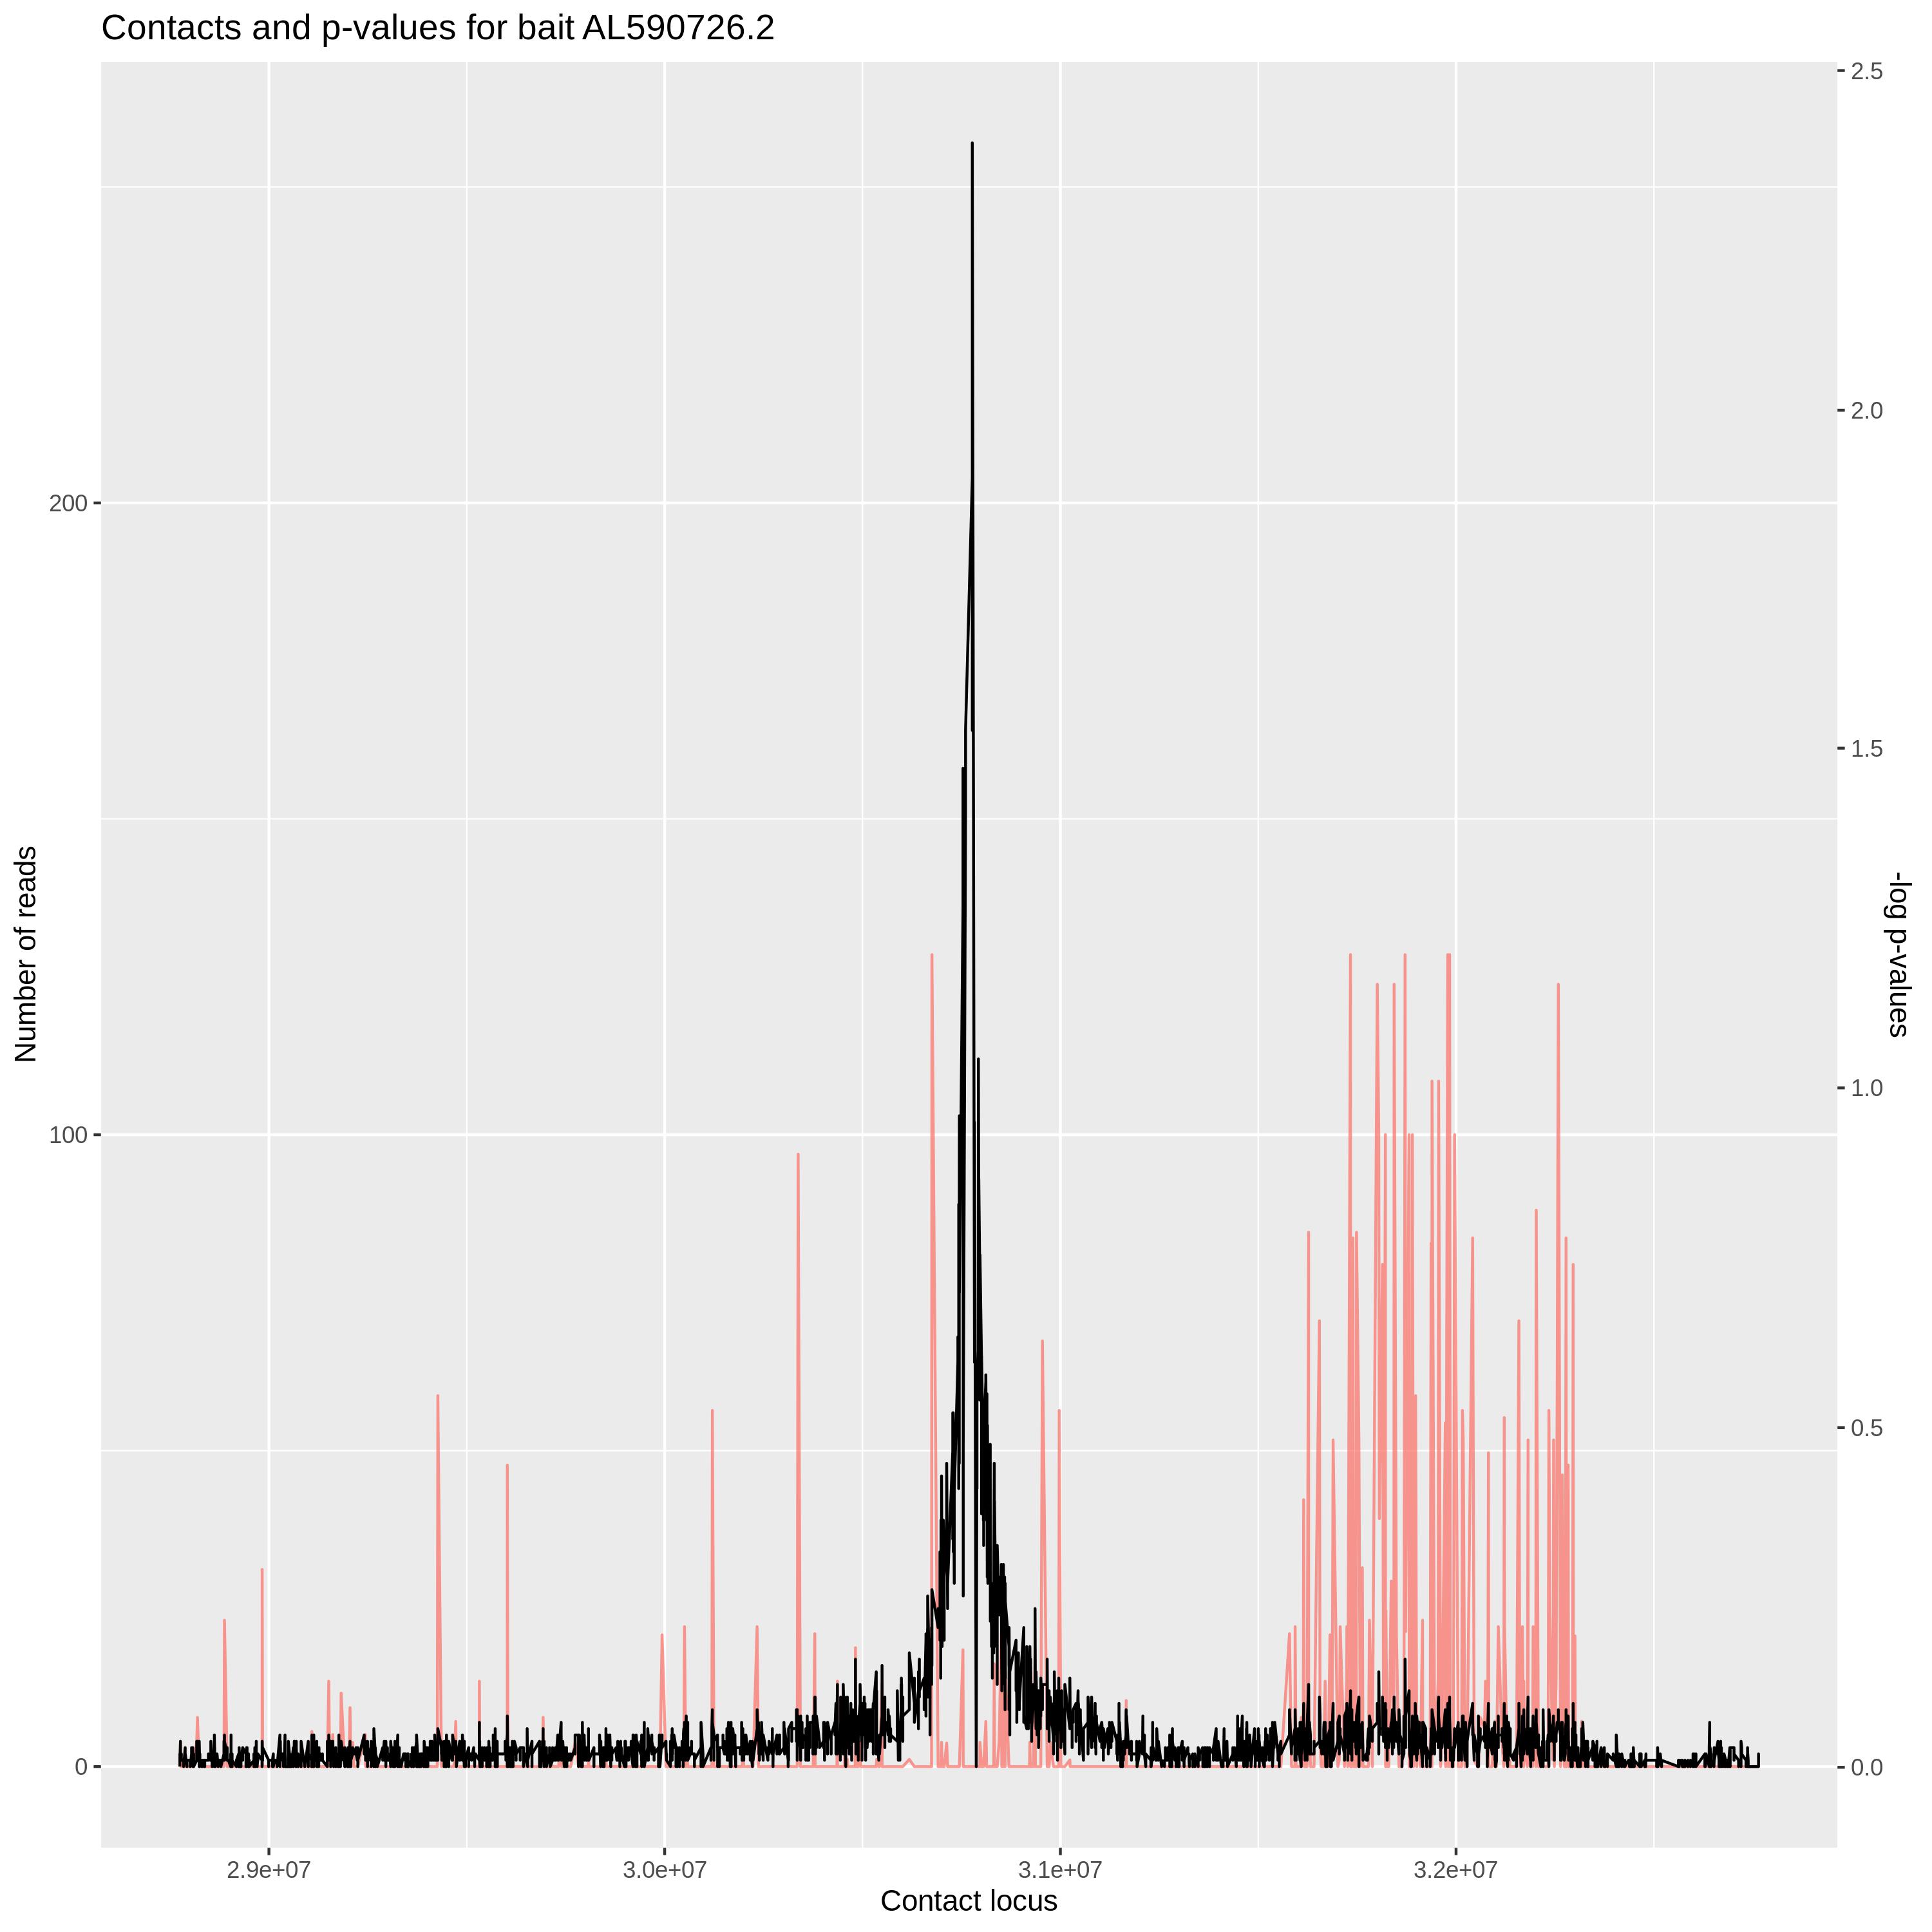 Contacts and p-values for bait AL590726.2
2.5
2.0
200
1.5
Number of reads
-log p-values
1.0
100
0.5
0
0.0
2.9e+07
3.0e+07
3.1e+07
3.2e+07
Contact locus